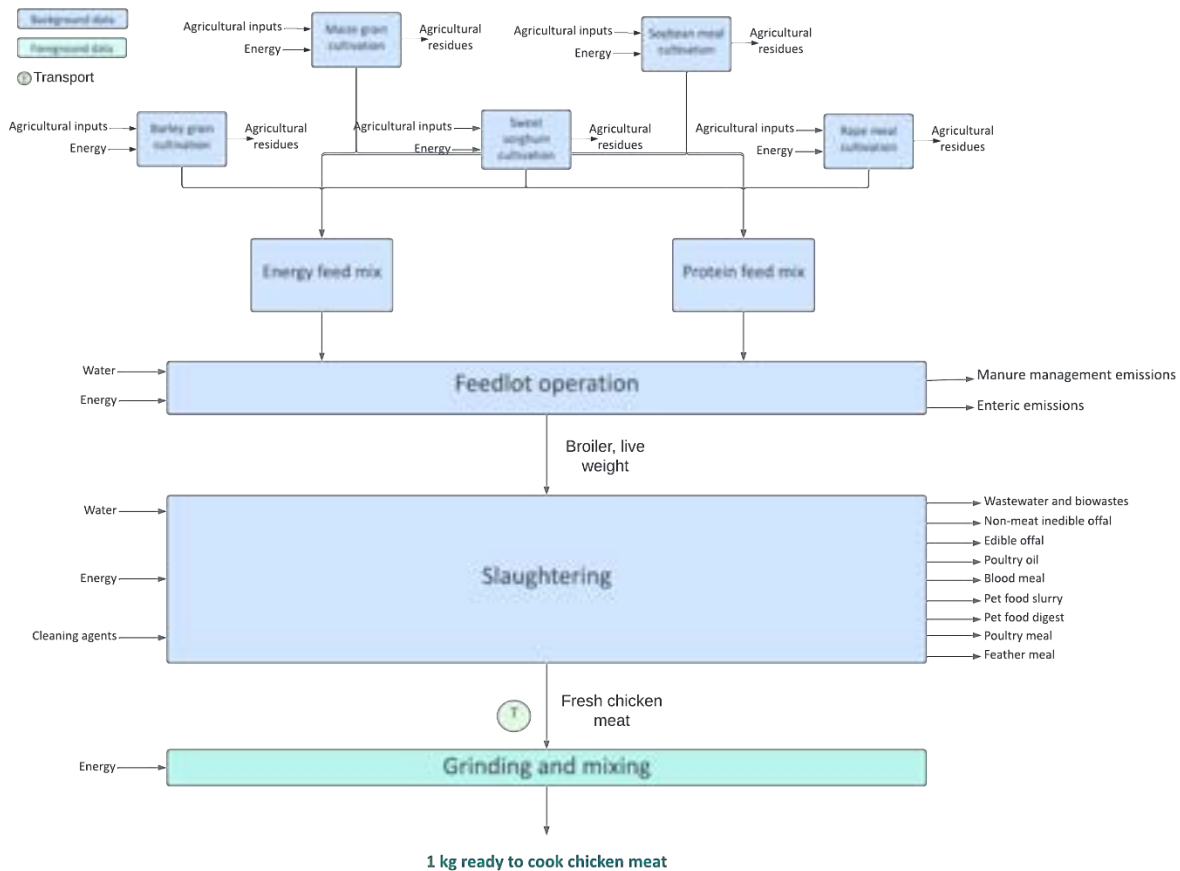 Background data
Foreground data
T Transport
Agricultural inputs
Energy
Maize grain
cultivation
Agricultural
residues
Agricultural inputs
Energy
Soybean meal
cultivation
Agricultural
residues
Agricultural inputs
Energy
Barley grain
cultivation
Agricultural
residues
Agricultural inputs
Energy
Sweet
sorghum
cultivation
Agricultural
residues
Agricultural inputs
Energy
Rape meal
cultivation
Agricultural
residues
Energy feed mix
Protein feed mix
Water
Energy
Feedlot operation
Manure management emissions
Enteric emissions
Broiler, live
weight
Water
Energy
Cleaning agents
Slaughtering
Wastewater and biowastes
Non-meat inedible offal
Edible offal
Poultry oil
Blood meal
Pet food slurry
Pet food digest
Poultry meal
Feather meal
T
Fresh chicken
meat
Energy
Grinding and mixing
1 kg ready to cook chicken meat